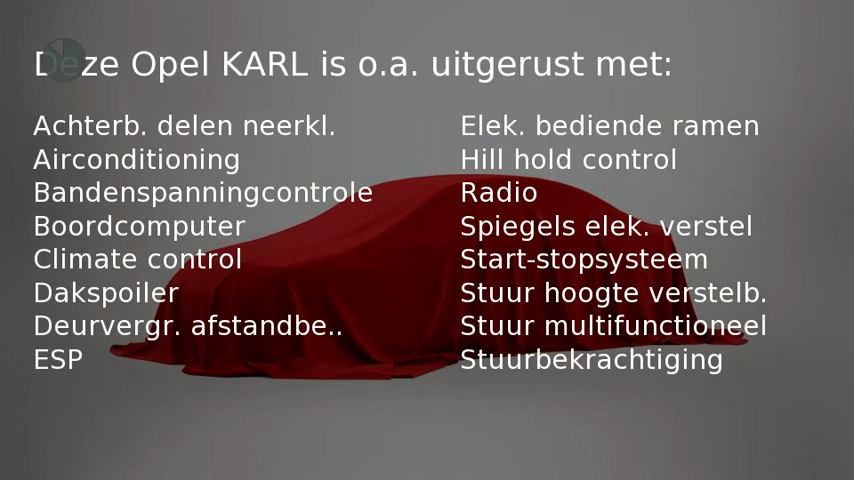 Deze Opel KARL is o.a. uitgerust met:
Achterb. delen neerkl.
Airconditioning
Bandenspanningcontrole
Boordcomputer
Climate control
Dakspoiler
Deurvergr. afstandbe..
ESP
Elek. bediende ramen
Hill hold control
Radio
Spiegels elek. verstel
Start-stopsysteem
Stuur hoogte verstelb.
Stuur multifunctioneel
Stuurbekrachtiging